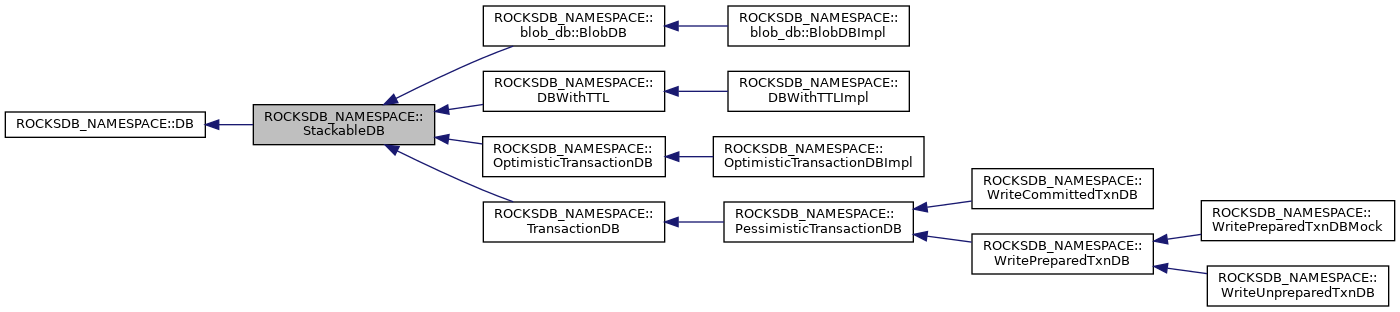 ROCKSDB_NAMESPACE::DB
ROCKSDB_NAMESPACE::
StackableDB
ROCKSDB_NAMESPACE::
blob_db::BlobDB
ROCKSDB_NAMESPACE::
blob_db::BlobDBImpl
ROCKSDB_NAMESPACE::
DBWithTTL
ROCKSDB_NAMESPACE::
DBWithTTLImpl
ROCKSDB_NAMESPACE::
OptimisticTransactionDB
ROCKSDB_NAMESPACE::
OptimisticTransactionDBImpl
ROCKSDB_NAMESPACE::
TransactionDB
ROCKSDB_NAMESPACE::
PessimisticTransactionDB
ROCKSDB_NAMESPACE::
WriteCommittedTxnDB
ROCKSDB_NAMESPACE::
WritePreparedTxnDB
ROCKSDB_NAMESPACE::
WritePreparedTxnDBMock
ROCKSDB_NAMESPACE::
WriteUnpreparedTxnDB